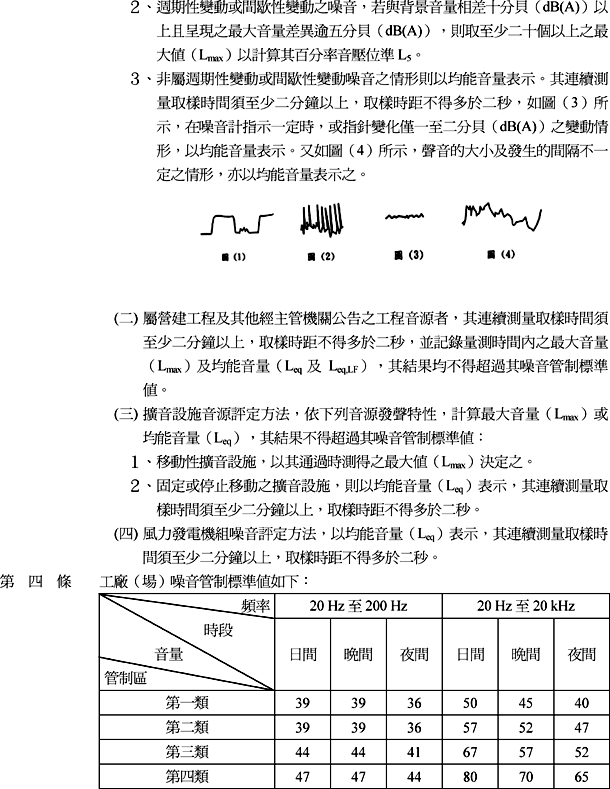 ２、週期性變動或間歇性變動之噪音，若與背景音量相差十分貝（dB(A)）以
上且呈現之最大音量差異逾五分貝（dB(A)），則取至少二十個以上之最
大值（Lmax）以計算其百分率音壓位準 L5。
３、非屬週期性變動或間歇性變動噪音之情形則以均能音量表示。其連續測
量取樣時間須至少二分鐘以上，取樣時距不得多於二秒，如圖（3）所
示，在噪音計指示一定時，或指針變化僅一至二分貝（dB(A)）之變動情
形，以均能音量表示。又如圖（4）所示，聲音的大小及發生的間隔不一
定之情形，亦以均能音量表示之。
圖（1） 圖（2） 圖（3） 圖（4）
(二) 屬營建工程及其他經主管機關公告之工程音源者，其連續測量取樣時間須
至少二分鐘以上，取樣時距不得多於二秒，並記錄量測時間內之最大音量
（Lmax）及均能音量（Leq 及 Leq,LF），其結果均不得超過其噪音管制標準
值。
(三) 擴音設施音源評定方法，依下列音源發聲特性，計算最大音量（Lmax）或
均能音量（Leq），其結果不得超過其噪音管制標準值：
１、移動性擴音設施，以其通過時測得之最大值（Lmax）決定之。
２、固定或停止移動之擴音設施，則以均能音量（Leq）表示，其連續測量取
樣時間須至少二分鐘以上，取樣時距不得多於二秒。
(四) 風力發電機組噪音評定方法，以均能音量（Leq）表示，其連續測量取樣時
間須至少二分鐘以上，取樣時距不得多於二秒。
第 四 條 工廠（場）噪音管制標準值如下：
頻率 20 Hz 至 200 Hz 20 Hz 至 20 kHz
時段
音量 日間 晚間 夜間 日間 晚間 夜間
管制區
第一類 39 39 36 50 45 40
第二類 39 39 36 57 52 47
第三類 44 44 41 67 57 52
第四類 47 47 44 80 70 65